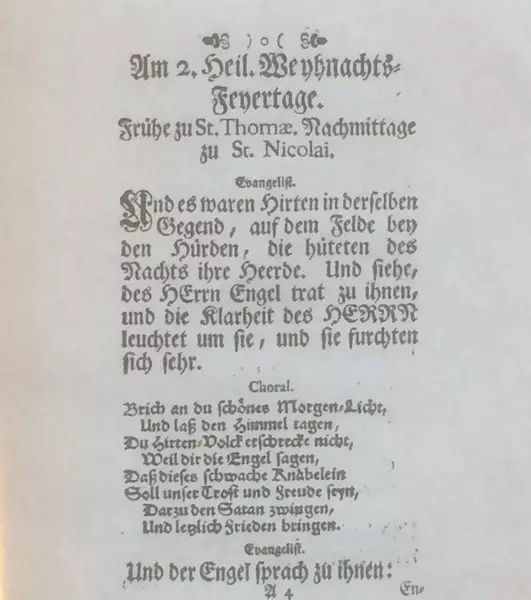 ) o (
Am 2. Heil. Weyhnachts-
Feyertage.
Frühe zu St. Thomæ. Nachmittage
zu St. Nicolai.
Evangelist.
Und es waren Hirten in derselben
Gegend, auf dem Felde bey
den Hürden, die hüteten des
Nachts ihre Heerde. Und siehe,
des HErrn Engel trat zu ihnen,
und die Klarheit des HERRN
leuchtet um sie, und sie furchten
sich sehr.
Choral.
Brich an du schönes Morgen-Licht,
Und laß den Himmel tagen,
Du Hirten-Volck erschrecke nicht,
Weil dir die Engel sagen,
Daß dieses schwache Knäbelein
Soll unser Trost und Freude seyn,
Darzu den Satan zwingen,
Und letzlich Frieden bringen.
Evangelist.
Und der Engel sprach zu ihnen:
A 4 En-